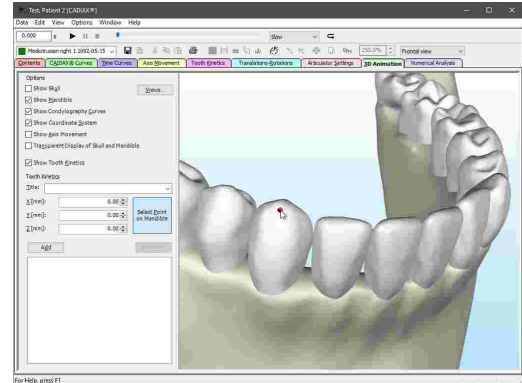 Test, Patient 2 [CADIAX®]
Data Edit View Options Window Help
0.000 s Slow
Mediotrusion right 1.1992-05-15 250.0% Frontal view
Contents CADIAX® Curves Time Curves Axis Movement Tooth Kinetics Translations-Rotations Articulator Settings 3D Animation Numerical Analysis
Options
Show Skull Views...
Show Mandible
Show Condylography Curves
Show Coordinate System
Show Axis Movement
Transparent Display of Skull and Mandible
Show Tooth Kinetics
Tooth Kinetics
Title:
X [mm]: 0.00
Y [mm]: 0.00 Select Point on Mandible
Z [mm]: 0.00
Add
For Help, press F1